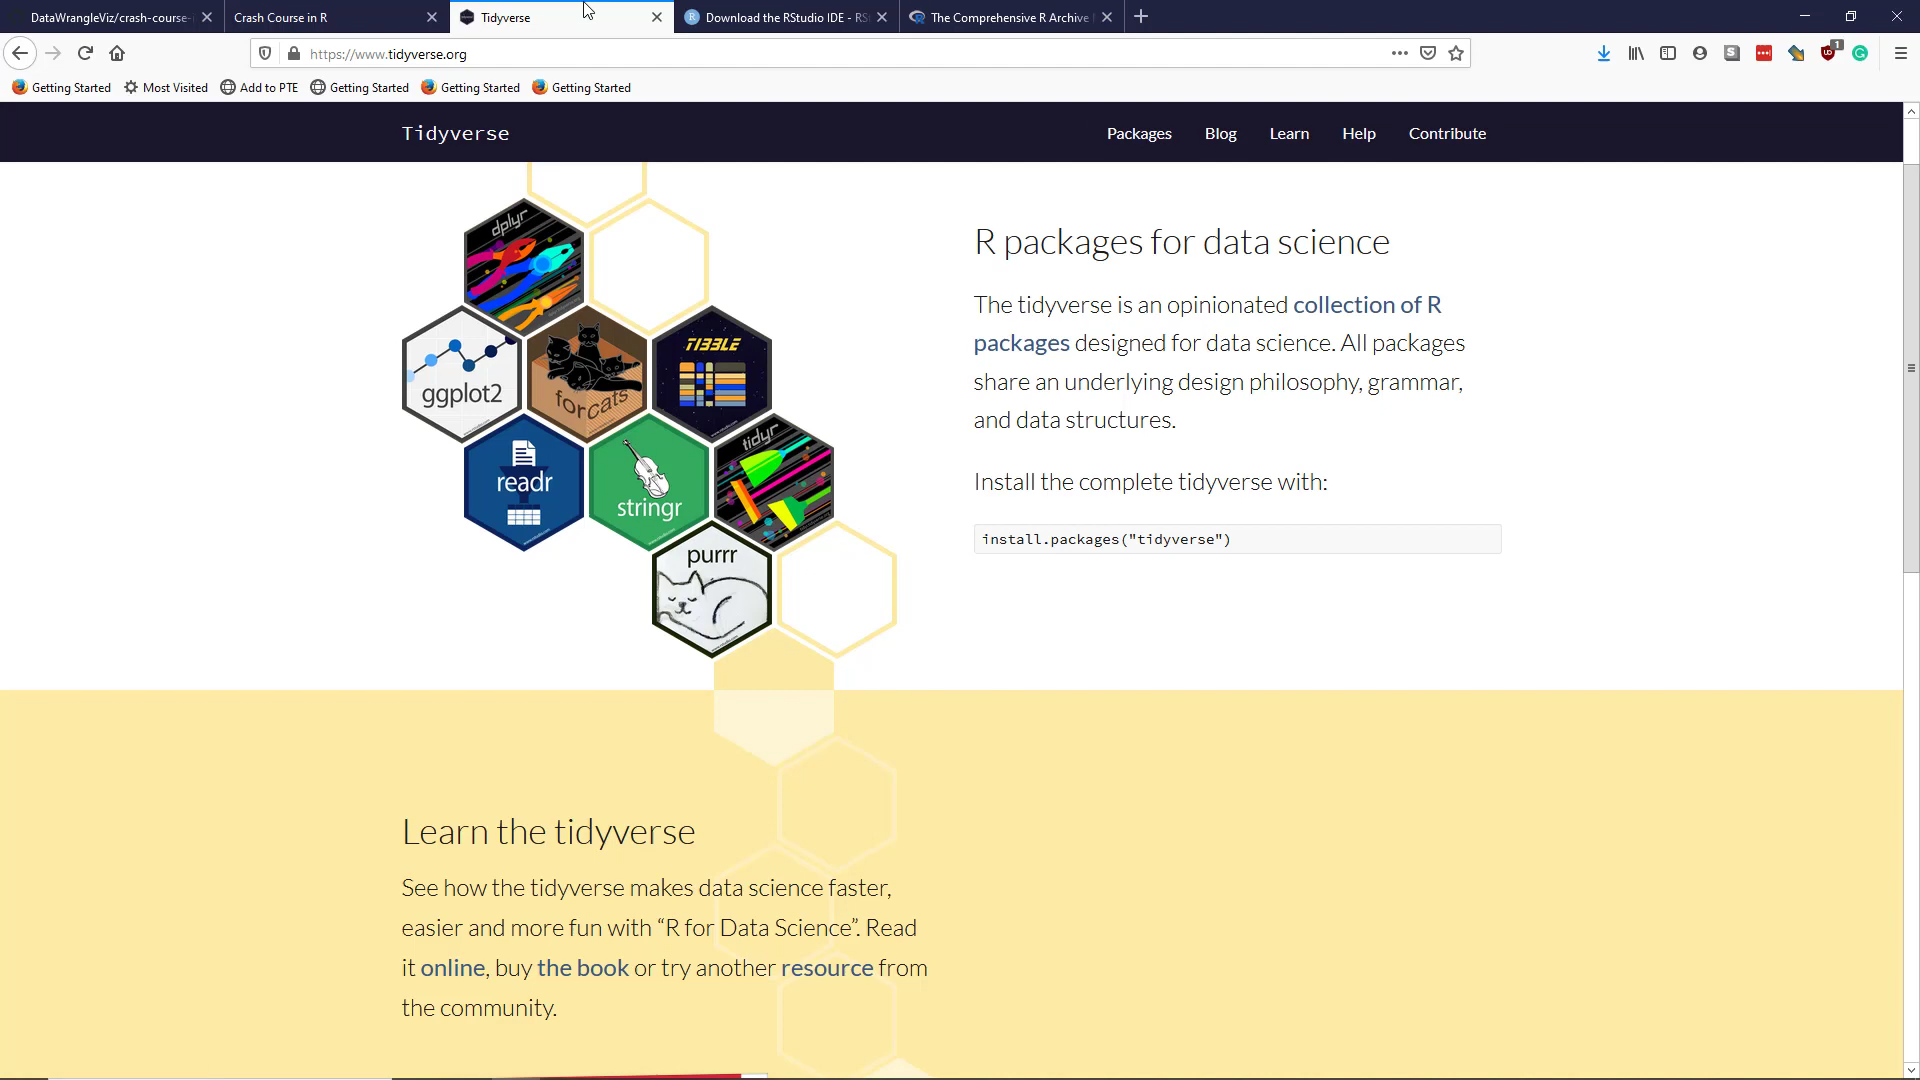 DataWrangleViz/crash-course-
Crash Course in R
Tidyverse
Download the RStudio IDE - RS
The Comprehensive R Archive
https://www.tidyverse.org
1
Getting Started
Most Visited
Add to PTE
Getting Started
Getting Started
Getting Started
Tidyverse
Packages
Blog
Learn
Help
Contribute
dplyr
ggplot2
forcats
TIBBLE
readr
stringr
tidyr
purrr
R packages for data science
The tidyverse is an opinionated collection of R
packages designed for data science. All packages
share an underlying design philosophy, grammar,
and data structures.
Install the complete tidyverse with:
install.packages("tidyverse")
Learn the tidyverse
See how the tidyverse makes data science faster,
easier and more fun with “R for Data Science”. Read
it online, buy the book or try another resource from
the community.